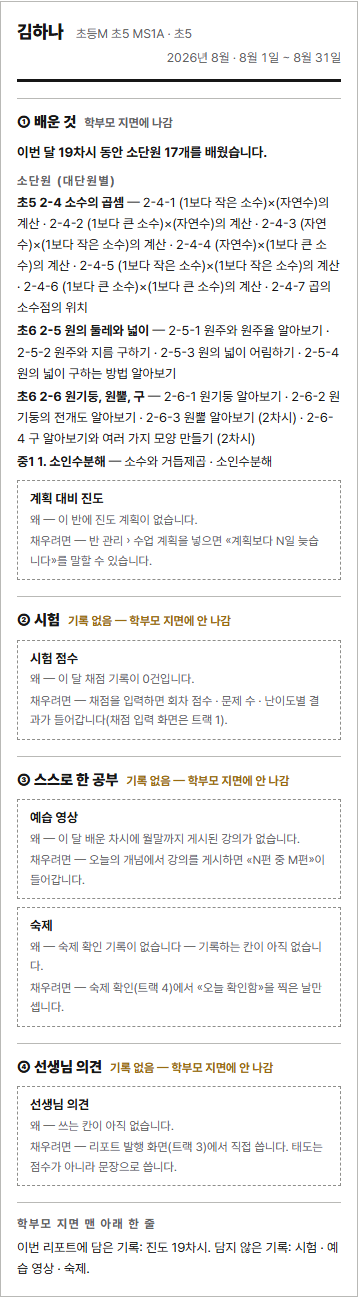 김하나 초등M 초5 MS1A · 초5
2026년 8월 · 8월 1일 ~ 8월 31일
① 배운 것 학부모 지면에 나감
이번 달 19차시 동안 소단원 17개를 배웠습니다.
소단원 (대단원별)
초5 2-4 소수의 곱셈 — 2-4-1 (1보다 작은 소수)×(자연수)의
계산 · 2-4-2 (1보다 큰 소수)×(자연수)의 계산 · 2-4-3 (자연
수)×(1보다 작은 소수)의 계산 · 2-4-4 (자연수)×(1보다 큰 소
수)의 계산 · 2-4-5 (1보다 작은 소수)×(1보다 작은 소수)의 계산
· 2-4-6 (1보다 큰 소수)×(1보다 큰 소수)의 계산 · 2-4-7 곱의
소수점의 위치
초6 2-5 원의 둘레와 넓이 — 2-5-1 원주와 원주율 알아보기 ·
2-5-2 원주와 지름 구하기 · 2-5-3 원의 넓이 어림하기 · 2-5-4
원의 넓이 구하는 방법 알아보기
초6 2-6 원기둥, 원뿔, 구 — 2-6-1 원기둥 알아보기 · 2-6-2 원
기둥의 전개도 알아보기 · 2-6-3 원뿔 알아보기 (2차시) · 2-6-
4 구 알아보기와 여러 가지 모양 만들기 (2차시)
중1 1. 소인수분해 — 소수와 거듭제곱 · 소인수분해
계획 대비 진도
왜 — 이 반에 진도 계획이 없습니다.
채우려면 — 반 관리 › 수업 계획을 넣으면 «계획보다 N일 늦습
니다»를 말할 수 있습니다.
② 시험 기록 없음 — 학부모 지면에 안 나감
시험 점수
왜 — 이 달 채점 기록이 0건입니다.
채우려면 — 채점을 입력하면 회차 점수 · 문제 수 · 난이도별 결
과가 들어갑니다(채점 입력 화면은 트랙 1).
③ 스스로 한 공부 기록 없음 — 학부모 지면에 안 나감
예습 영상
왜 — 이 달 배운 차시에 월말까지 게시된 강의가 없습니다.
채우려면 — 오늘의 개념에서 강의를 게시하면 «N편 중 M편»이
들어갑니다.
숙제
왜 — 숙제 확인 기록이 없습니다 — 기록하는 칸이 아직 없습니
다.
채우려면 — 숙제 확인(트랙 4)에서 «오늘 확인함»을 찍은 날만
셉니다.
④ 선생님 의견 기록 없음 — 학부모 지면에 안 나감
선생님 의견
왜 — 쓰는 칸이 아직 없습니다.
채우려면 — 리포트 발행 화면(트랙 3)에서 직접 씁니다. 태도는
점수가 아니라 문장으로 씁니다.
학부모 지면 맨 아래 한 줄
이번 리포트에 담은 기록: 진도 19차시. 담지 않은 기록: 시험 · 예
습 영상 · 숙제.